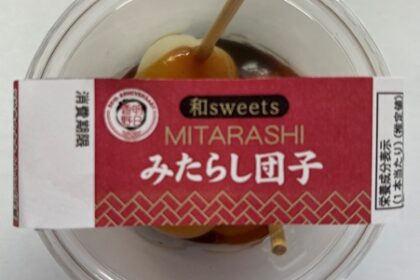 消費期限
和sweets
MITARASHI
みたらし団子
栄養成分表示
(1本当たり)(推定値)